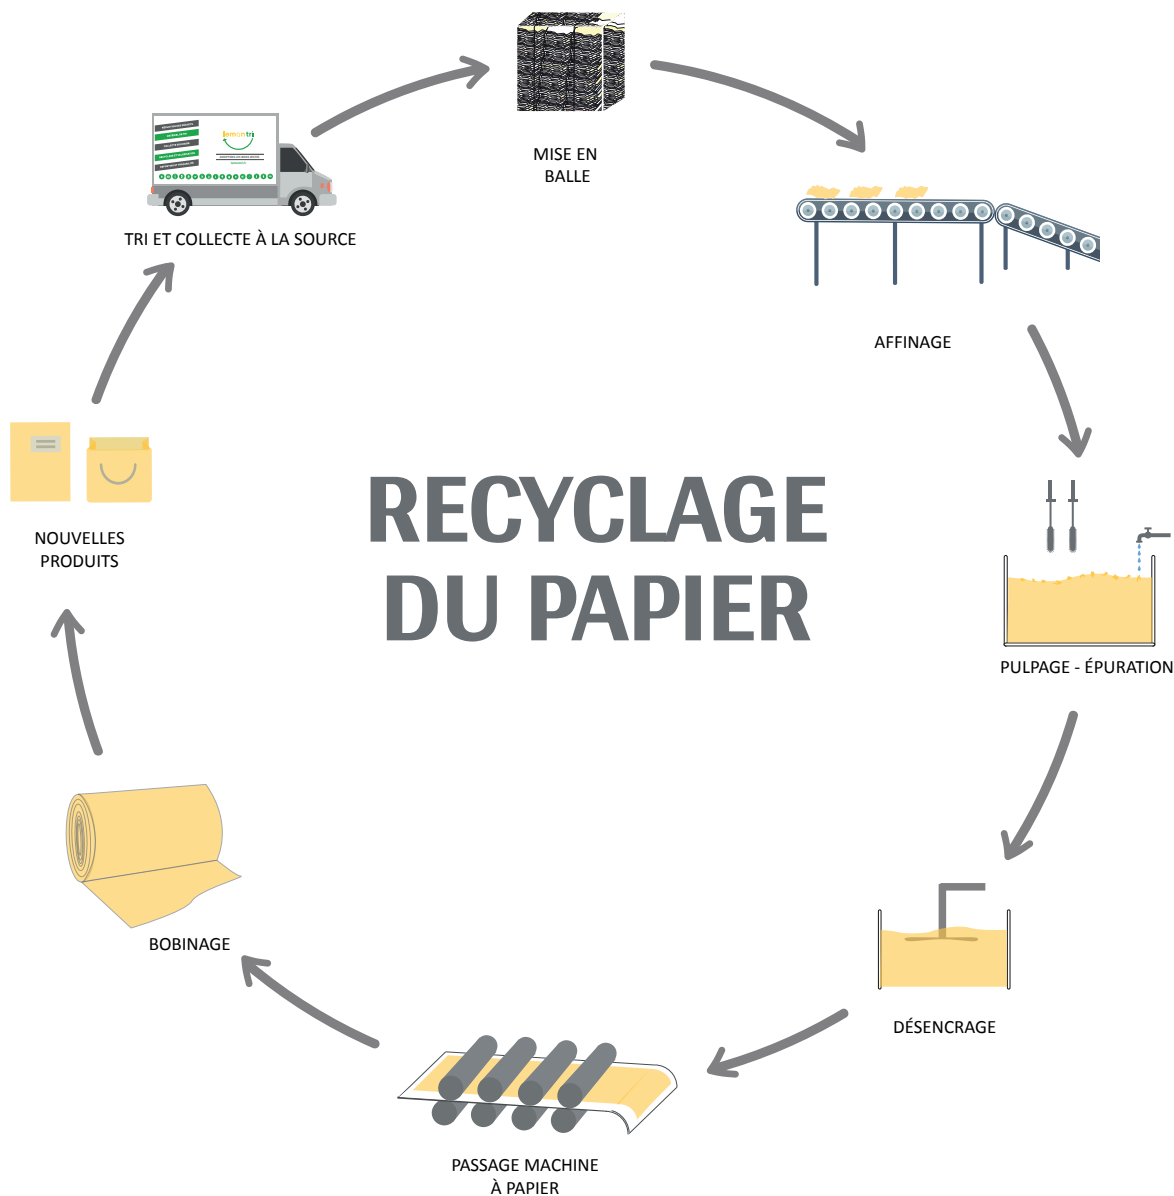 MISE EN
BALLE
lemontri
TRI ET COLLECTE À LA SOURCE
AFFINAGE
RECYCLAGE
DU PAPIER
NOUVELLES
PRODUITS
PULPAGE - ÉPURATION
BOBINAGE
DÉSENCRAGE
PASSAGE MACHINE
À PAPIER